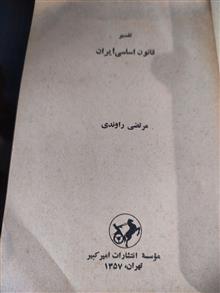 تفسیر
قانون اساسی ایران
مرتضی راوندی
مؤسسهٔ انتشارات امیرکبیر
تهران، ۱۳۵۷